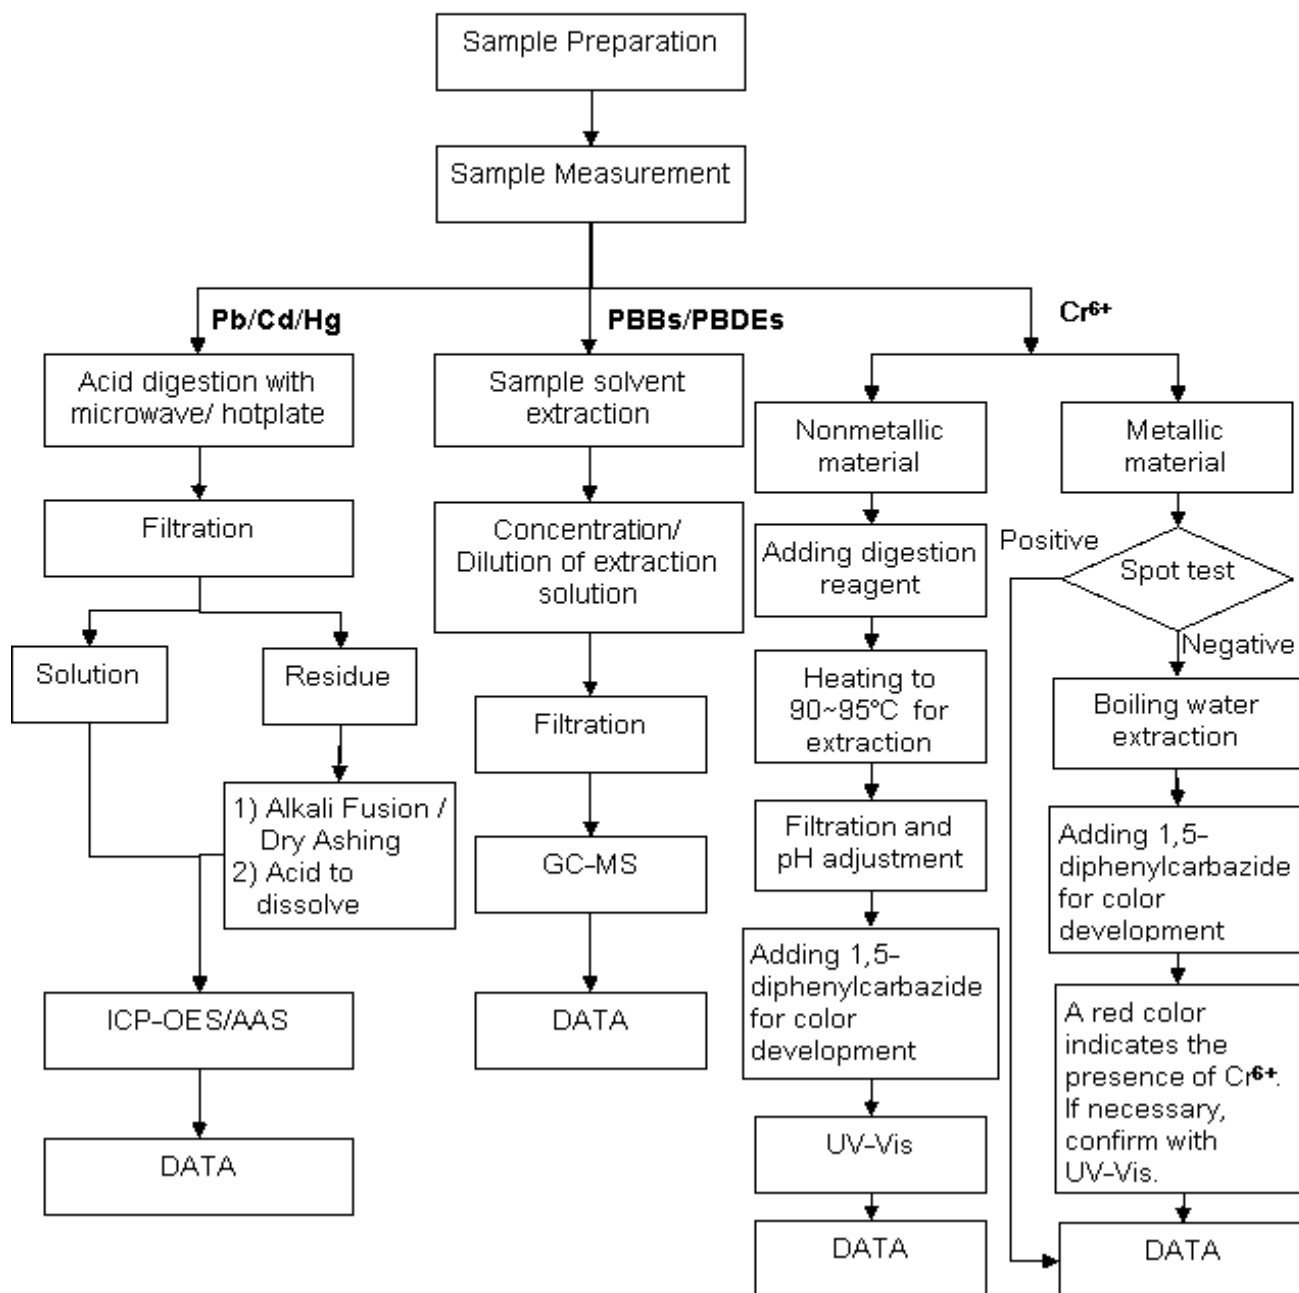 Sample Preparation
Sample Measurement
Pb/Cd/Hg
PBBs/PBDEs
Cr⁶⁺
Acid digestion with
microwave/ hotplate
Filtration
Solution
Residue
1) Alkali Fusion /
Dry Ashing
2) Acid to
dissolve
ICP-OES/AAS
DATA
Sample solvent
extraction
Concentration/
Dilution of extraction
solution
Filtration
GC-MS
DATA
Nonmetallic
material
Adding digestion
reagent
Heating to
90~95°C for
extraction
Filtration and
pH adjustment
Adding 1,5-
diphenylcarbazide
for color
development
UV-Vis
DATA
Metallic
material
Positive
Spot test
Negative
Boiling water
extraction
Adding 1,5-
diphenylcarbazide
for color
development
A red color
indicates the
presence of Cr⁶⁺.
If necessary,
confirm with
UV-Vis.
DATA